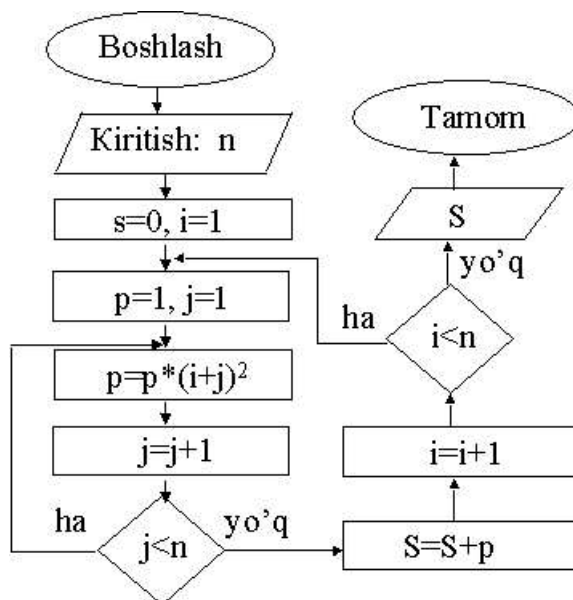 Boshlash
Kiritish: n
s=0, i=1
p=1, j=1
p=p*(i+j)²
j=j+1
ha
j<n
yo’q
S=S+p
i=i+1
ha
i<n
yo’q
S
Tamom